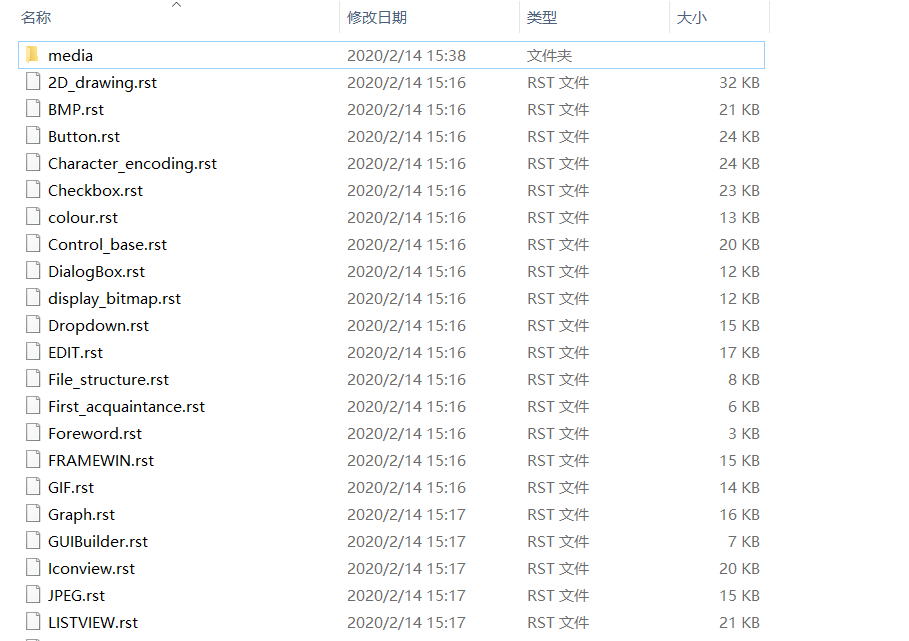 名称 修改日期 类型 大小
media 2020/2/14 15:38 文件夹
2D_drawing.rst 2020/2/14 15:16 RST 文件 32 KB
BMP.rst 2020/2/14 15:16 RST 文件 21 KB
Button.rst 2020/2/14 15:16 RST 文件 24 KB
Character_encoding.rst 2020/2/14 15:16 RST 文件 24 KB
Checkbox.rst 2020/2/14 15:16 RST 文件 23 KB
colour.rst 2020/2/14 15:16 RST 文件 13 KB
Control_base.rst 2020/2/14 15:16 RST 文件 20 KB
DialogBox.rst 2020/2/14 15:16 RST 文件 12 KB
display_bitmap.rst 2020/2/14 15:16 RST 文件 12 KB
Dropdown.rst 2020/2/14 15:16 RST 文件 15 KB
EDIT.rst 2020/2/14 15:16 RST 文件 17 KB
File_structure.rst 2020/2/14 15:16 RST 文件 8 KB
First_acquaintance.rst 2020/2/14 15:16 RST 文件 6 KB
Foreword.rst 2020/2/14 15:16 RST 文件 3 KB
FRAMEWIN.rst 2020/2/14 15:16 RST 文件 15 KB
GIF.rst 2020/2/14 15:16 RST 文件 14 KB
Graph.rst 2020/2/14 15:17 RST 文件 16 KB
GUIBuilder.rst 2020/2/14 15:17 RST 文件 7 KB
Iconview.rst 2020/2/14 15:17 RST 文件 20 KB
JPEG.rst 2020/2/14 15:17 RST 文件 15 KB
LISTVIEW.rst 2020/2/14 15:17 RST 文件 21 KB